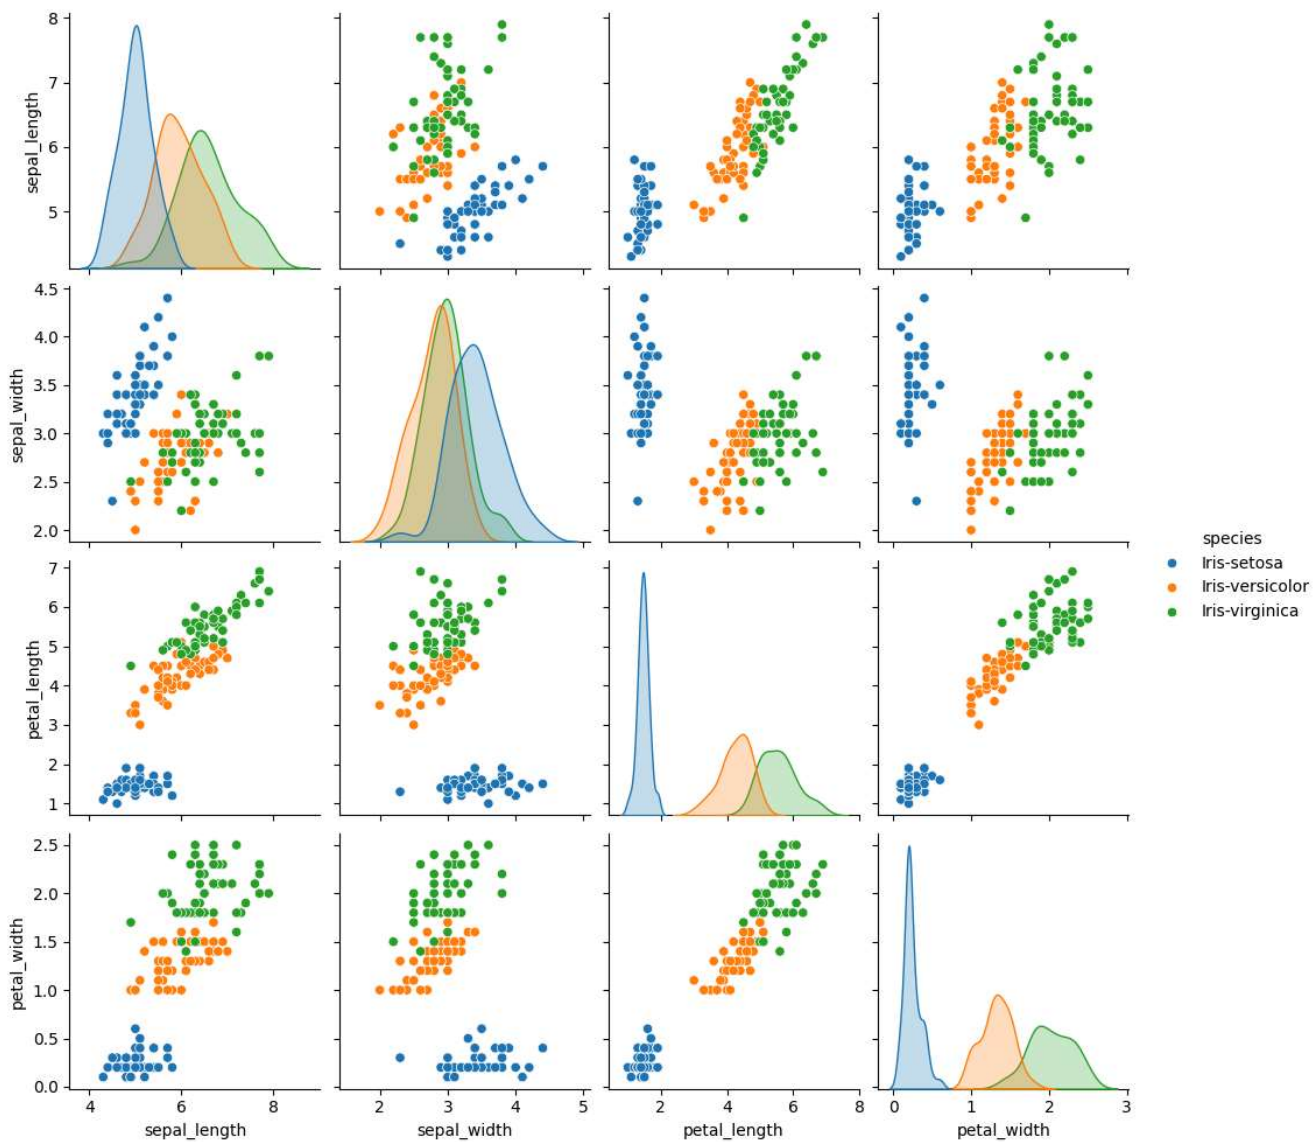 8
7
6
5
sepal_length
4.5
4.0
3.5
3.0
2.5
2.0
sepal_width
species
Iris-setosa
Iris-versicolor
Iris-virginica
7
6
5
4
3
2
1
petal_length
2.5
2.0
1.5
1.0
0.5
0.0
petal_width
4 6 8
sepal_length
2 3 4 5
sepal_width
2 4 6 8
petal_length
0 1 2 3
petal_width